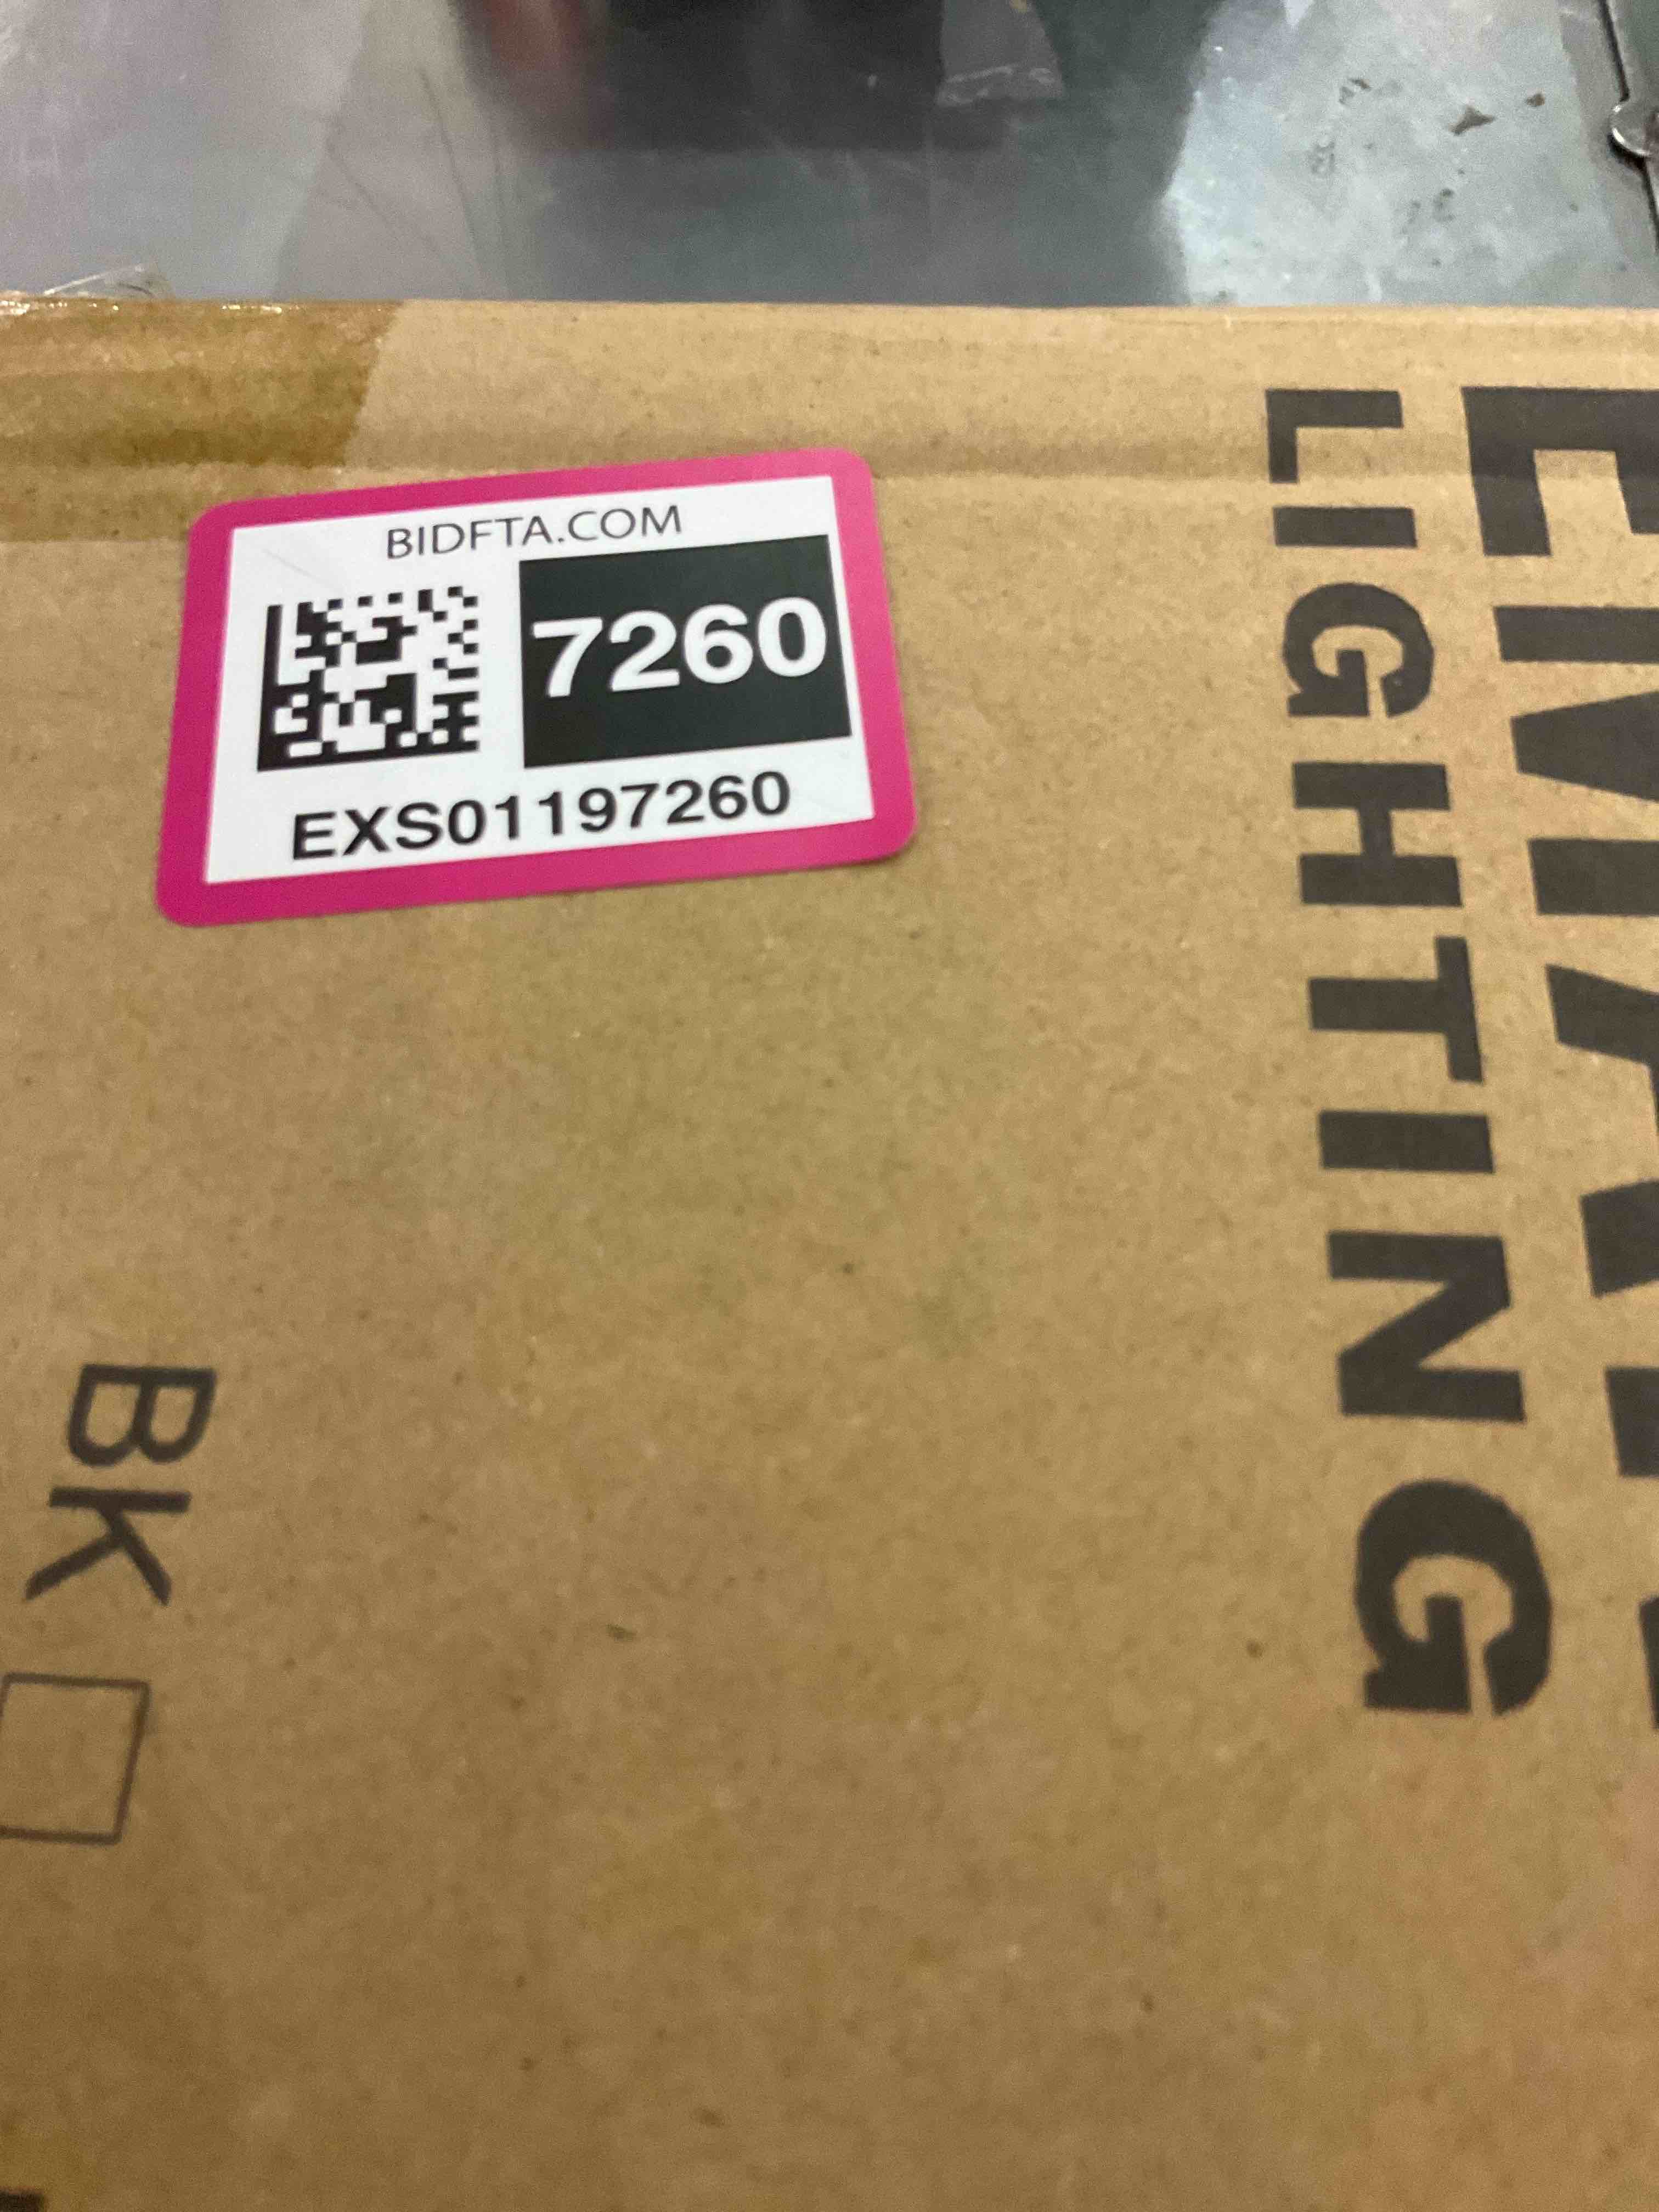 BIDFTA.COM
7260
EXS01197260
LIGHTING
BK